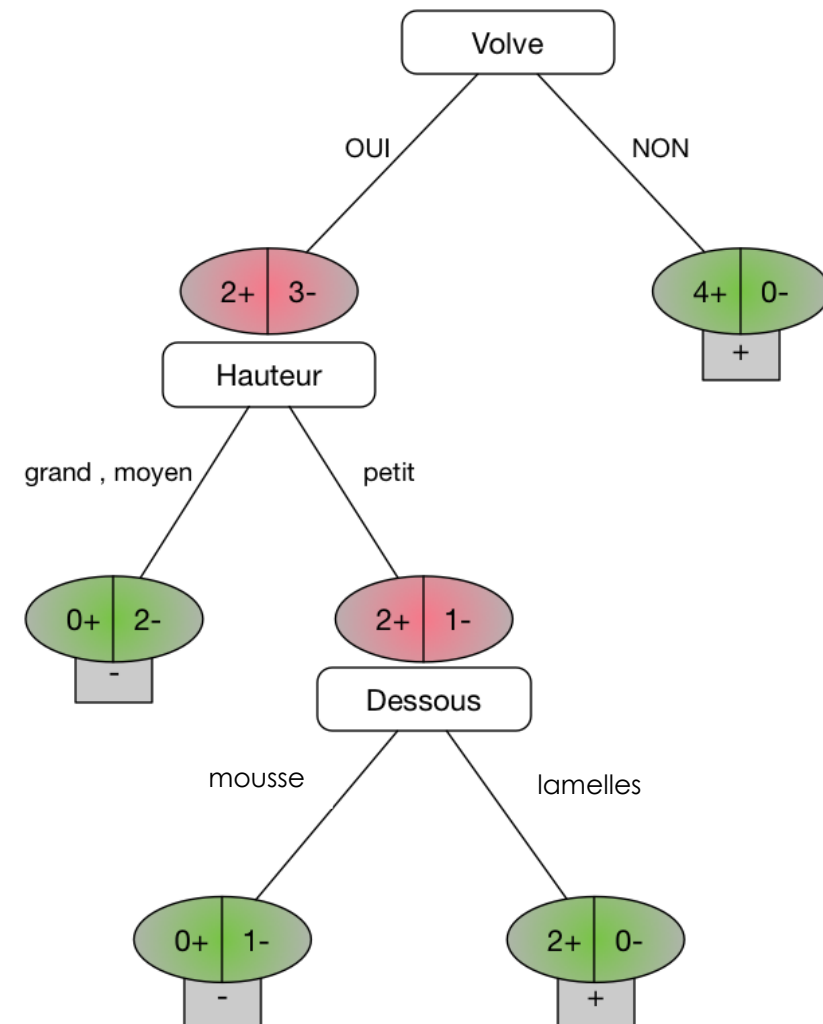 Volve
OUI
NON
2+ 3-
4+ 0-
+
Hauteur
grand , moyen
petit
0+ 2-
2+ 1-
-
Dessous
mousse
lamelles
0+ 1-
2+ 0-
-
+